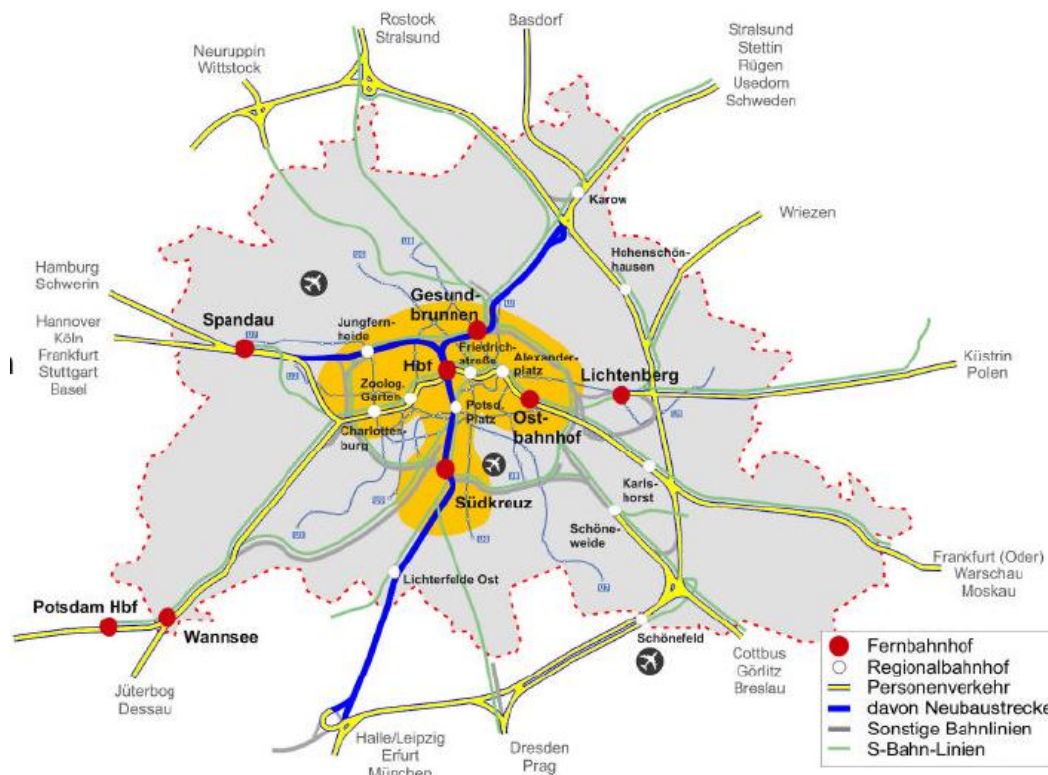 Rostock
Stralsund
Basdorf
Stralsund
Stettin
Rügen
Usedom
Schweden
Neuruppin
Wittstock
Karow
Wriezen
Hohenschön-
hausen
Hamburg
Schwerin
Hannover
Köln
Frankfurt
Stuttgart
Basel
Spandau
Jungfern-
heide
Gesund-
brunnen
Friedrich-
straße
Alexander-
platz
Hbf
Zoolog.
Garten
Potsd.
Platz
Charlotten-
burg
Lichtenberg
Ost-
bahnhof
Küstrin
Polen
Karls-
horst
Südkreuz
Schöne-
weide
Frankfurt (Oder)
Warschau
Moskau
Lichterfelde Ost
Potsdam Hbf
Wannsee
Schönefeld
Cottbus
Görlitz
Breslau
Jüterbog
Dessau
Halle/Leipzig
Erfurt
München
Dresden
Prag
Fernbahnhof
Regionalbahnhof
Personenverkehr
davon Neubaustrecke
Sonstige Bahnlinien
S-Bahn-Linien